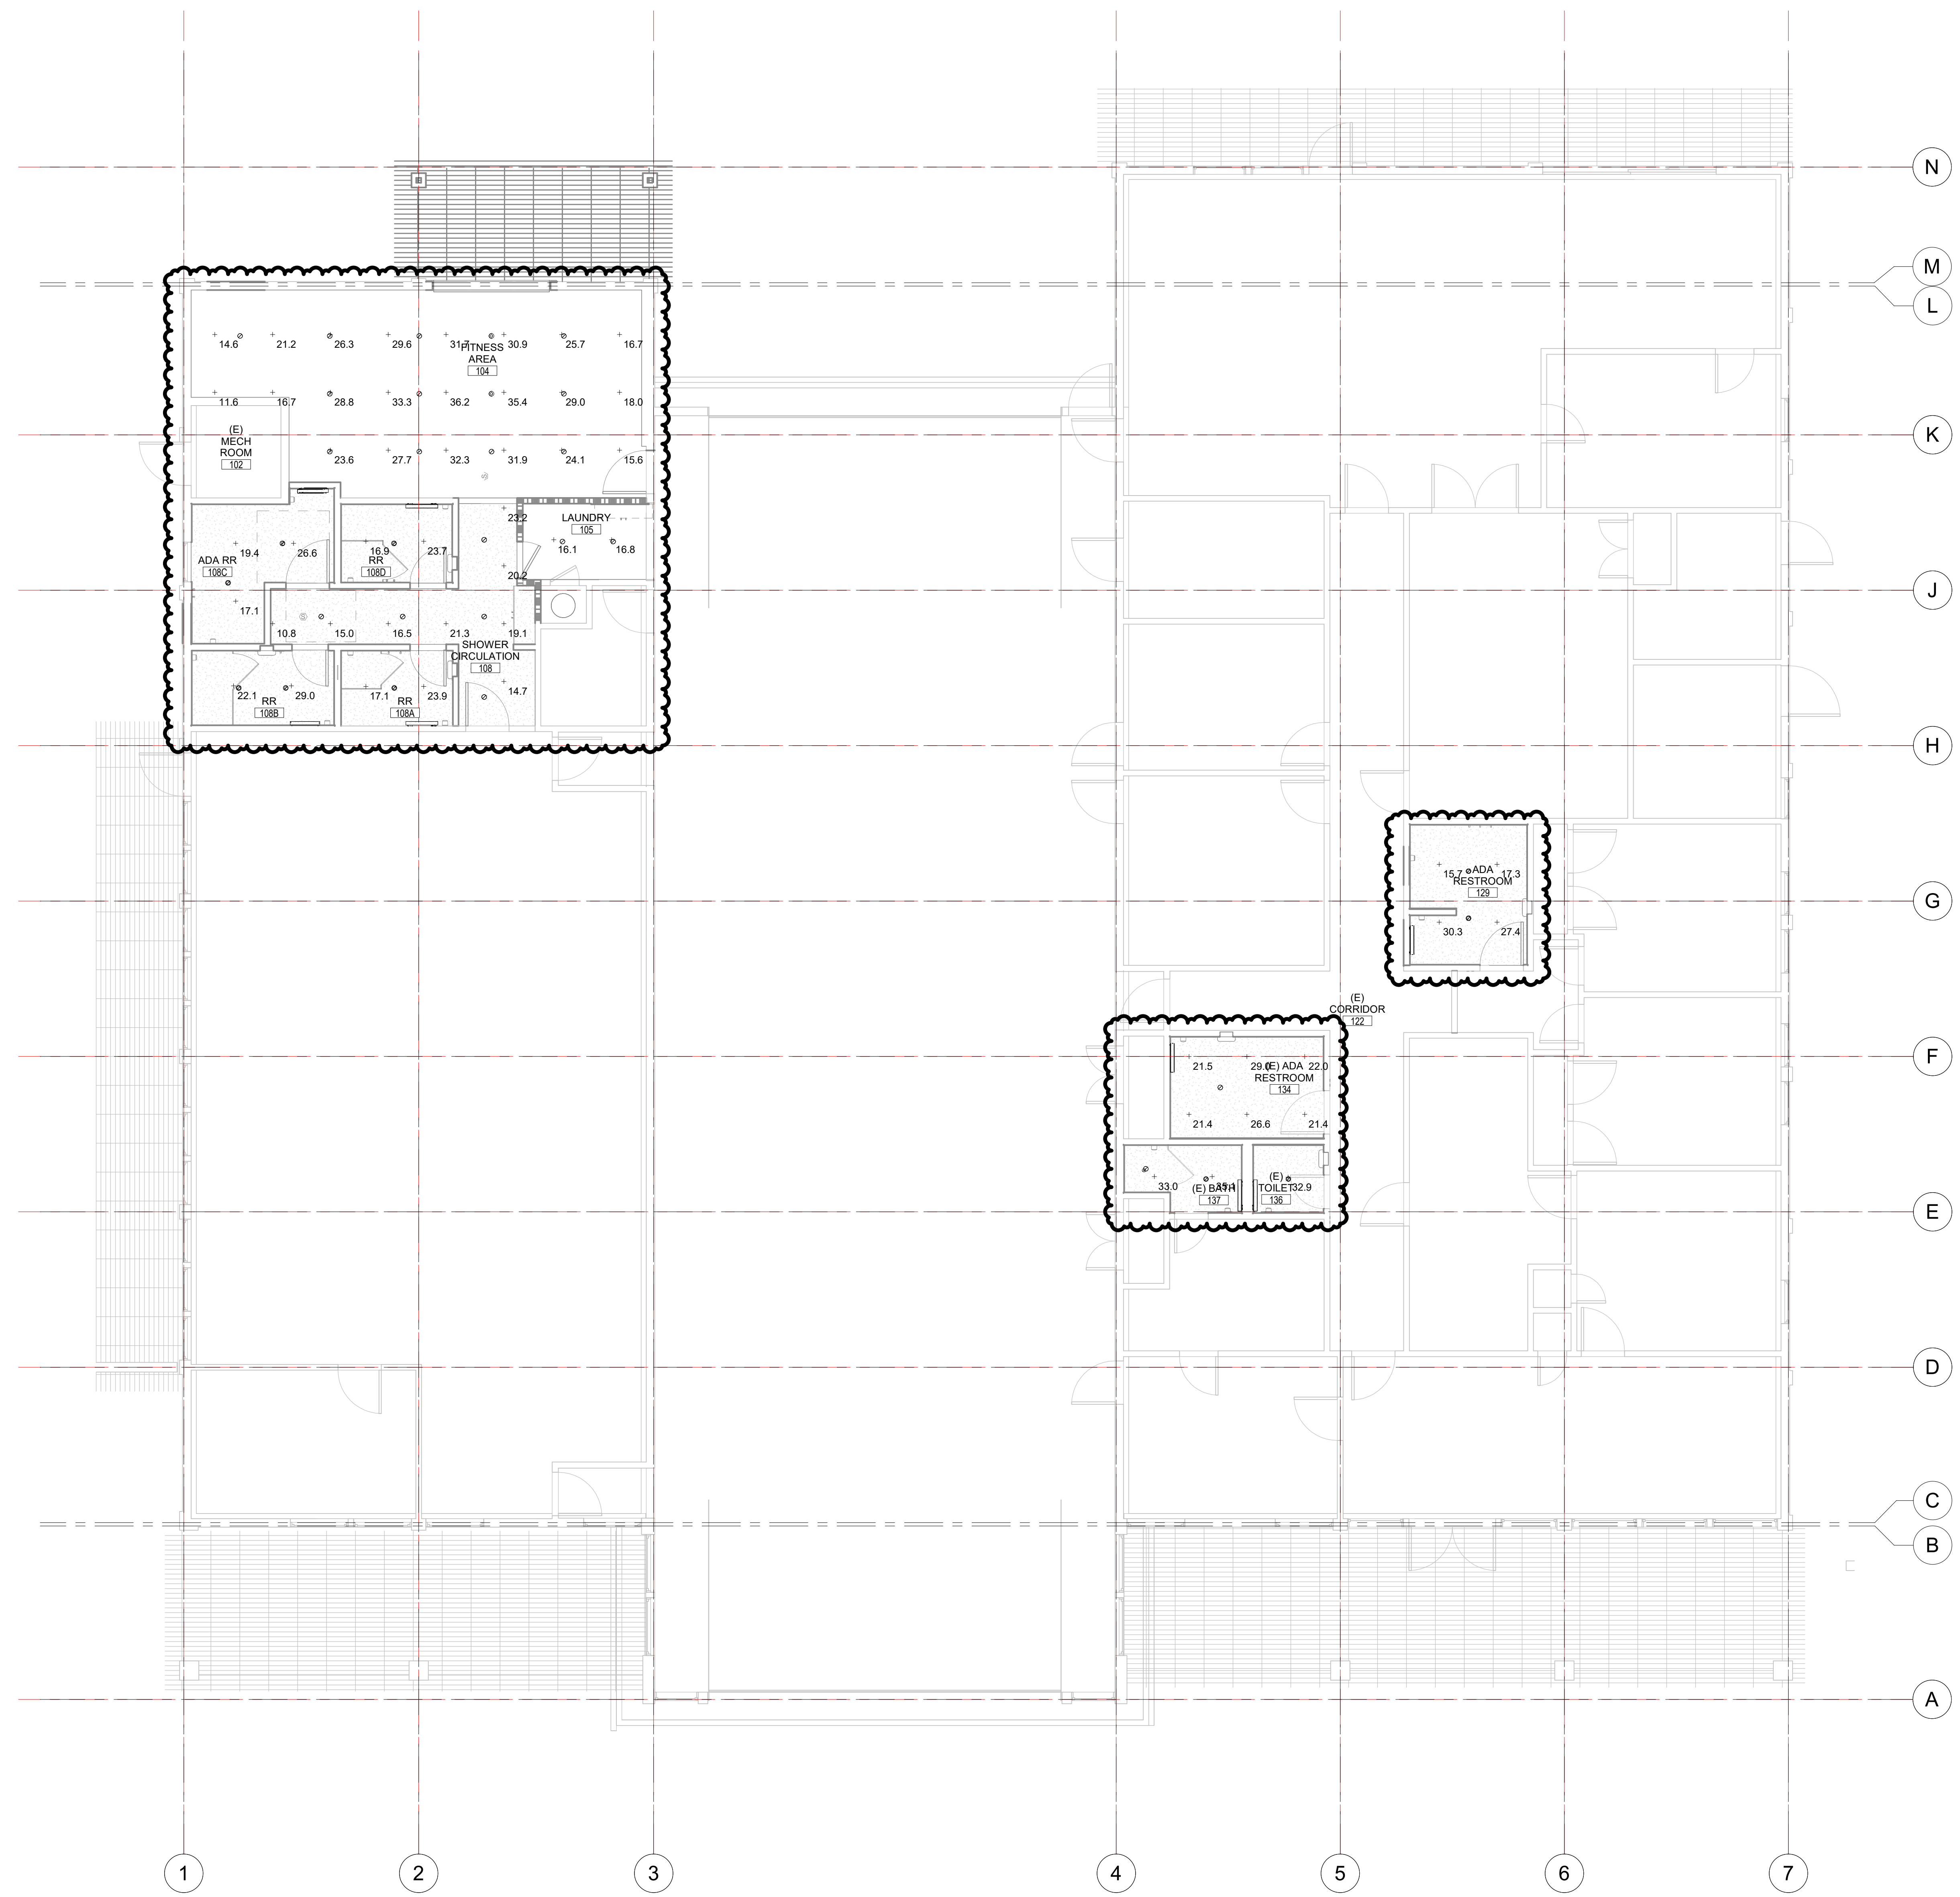 N
M
L
14.6 21.2 26.3 29.6 31.7 30.9 25.7 16.7
FITNESS
AREA
104
11.6 16.7 28.8 33.3 36.2 35.4 29.0 18.0
(E)
MECH
ROOM
102
K
23.6 27.7 32.3 31.9 24.1 15.6
23.2
LAUNDRY
105
19.4 26.6 16.9 23.7 16.1 16.8
ADA RR
108C
RR
108D
20.2
J
17.1
S
10.8 15.0 16.5 21.3 19.1
SHOWER
CIRCULATION
108
22.1 29.0 17.1 23.9 14.7
RR
108B
RR
108A
H
15.7 17.3
ADA
RESTROOM
129
G
30.3 27.4
(E)
CORRIDOR
122
F
21.5 29.0 22.0
(E) ADA
RESTROOM
134
21.4 26.6 21.4
33.0 32.9
(E) BATH
137
(E)
TOILET
136
E
D
C
B
A
1 2 3 4 5 6 7